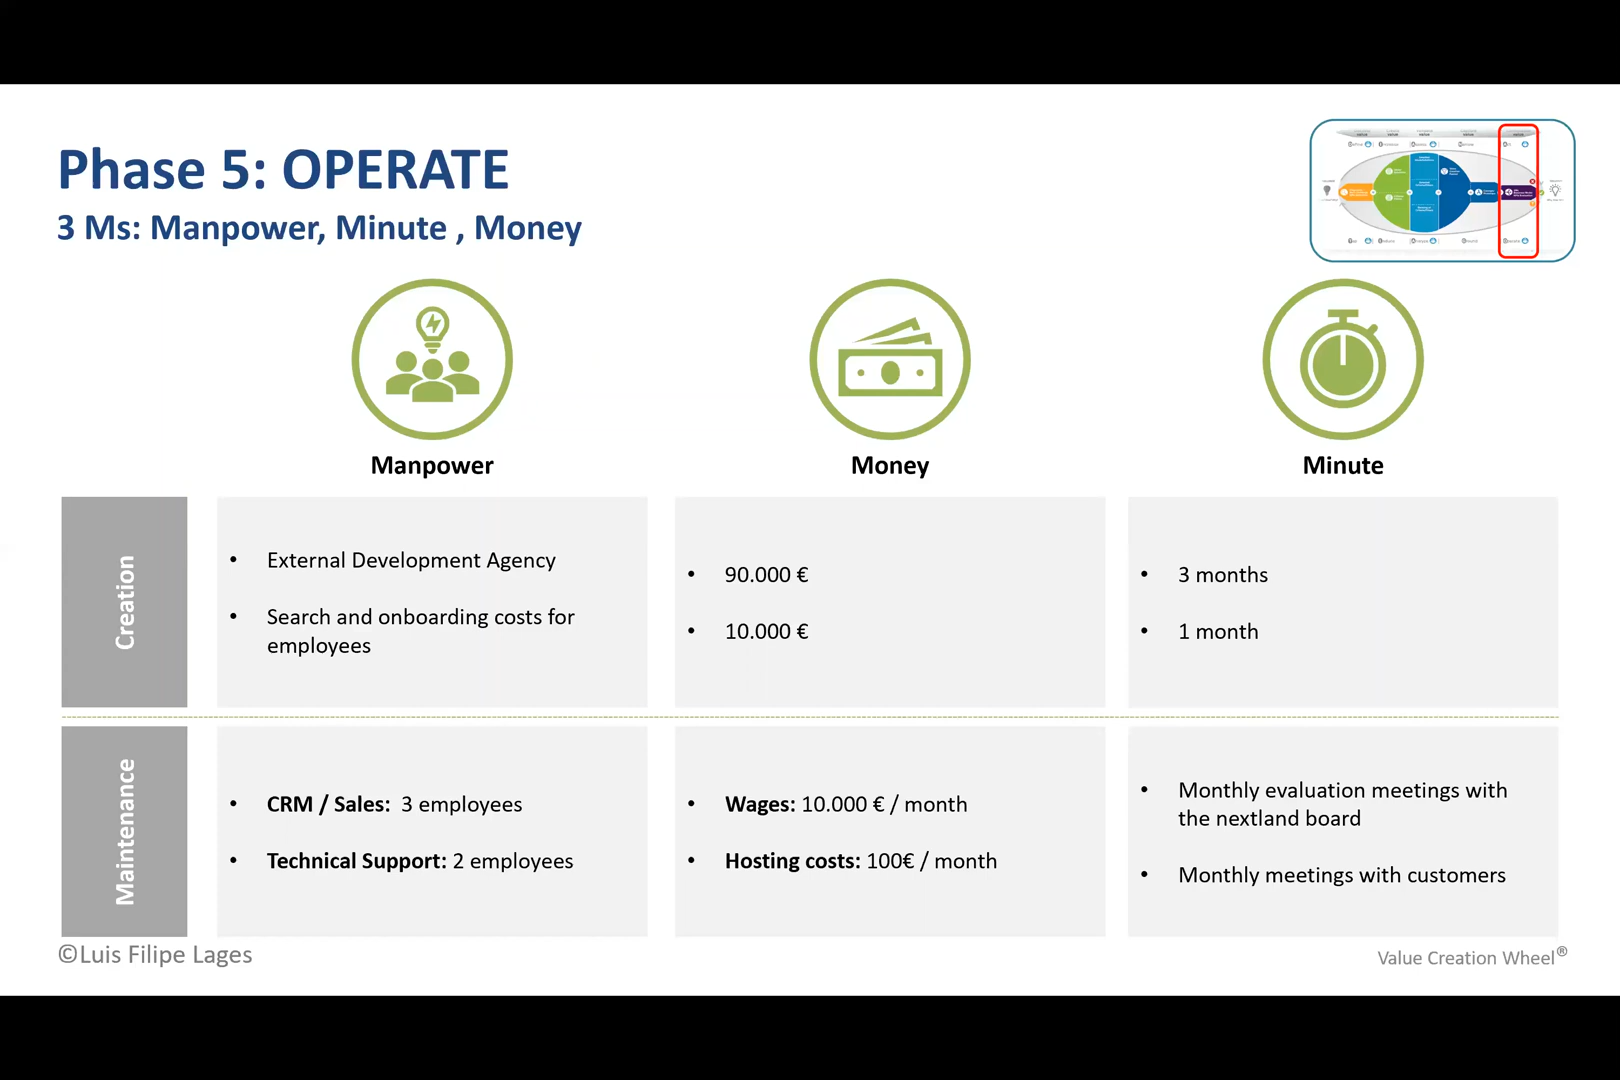 Phase 5: OPERATE
3 Ms: Manpower, Minute , Money
Manpower
Money
Minute
Creation
• External Development Agency
• Search and onboarding costs for
employees
• 90.000 €
• 10.000 €
• 3 months
• 1 month
Maintenance
• CRM / Sales: 3 employees
• Technical Support: 2 employees
• Wages: 10.000 € / month
• Hosting costs: 100€ / month
• Monthly evaluation meetings with
the nextland board
• Monthly meetings with customers
©Luis Filipe Lages
Value Creation Wheel®